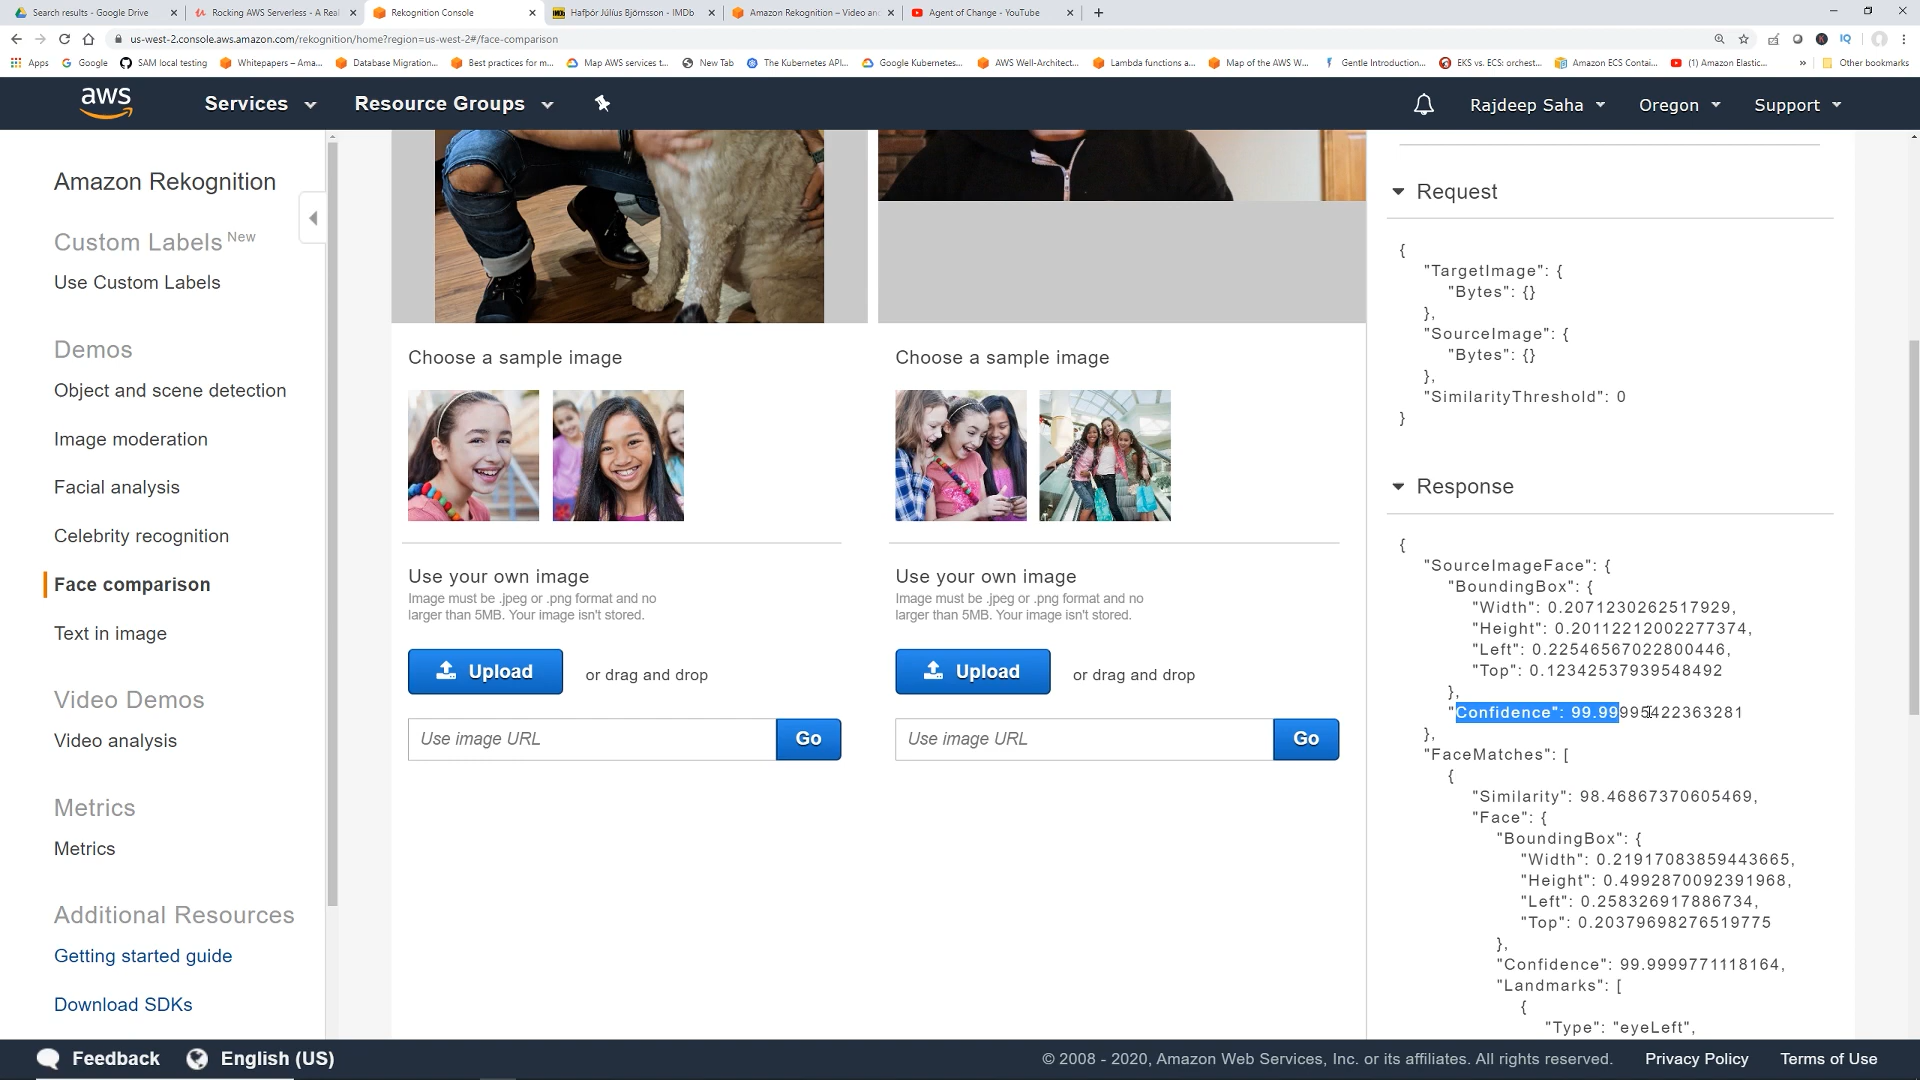 Search results - Google Drive
Rocking AWS Serverless - A Real
Rekognition Console
IMDb Hafþór Júlíus Björnsson - IMDb
Amazon Rekognition – Video and
Agent of Change - YouTube
us-west-2.console.aws.amazon.com/rekognition/home?region=us-west-2#/face-comparison
Apps
Google
SAM local testing
Whitepapers – Ama...
Database Migration...
Best practices for m...
Map AWS services t...
New Tab
The Kubernetes API...
Google Kubernetes...
AWS Well-Architect...
Lambda functions a...
Map of the AWS W...
Gentle Introduction...
EKS vs. ECS: orchest...
Amazon ECS Contai...
(1) Amazon Elastic...
»
Other bookmarks
aws
Services
Resource Groups
Rajdeep Saha
Oregon
Support
Amazon Rekognition
Custom Labels New
Use Custom Labels
Demos
Object and scene detection
Image moderation
Facial analysis
Celebrity recognition
Face comparison
Text in image
Video Demos
Video analysis
Metrics
Metrics
Additional Resources
Getting started guide
Download SDKs
Choose a sample image
Use your own image
Image must be .jpeg or .png format and no
larger than 5MB. Your image isn't stored.
Upload
or drag and drop
Use image URL
Go
Choose a sample image
Use your own image
Image must be .jpeg or .png format and no
larger than 5MB. Your image isn't stored.
Upload
or drag and drop
Use image URL
Go
Request
{
"TargetImage": {
"Bytes": {}
},
"SourceImage": {
"Bytes": {}
},
"SimilarityThreshold": 0
}
Response
{
"SourceImageFace": {
"BoundingBox": {
"Width": 0.2071230262517929,
"Height": 0.20112212002277374,
"Left": 0.22546567022800446,
"Top": 0.12342537939548492
},
"Confidence": 99.99995422363281
},
"FaceMatches": [
{
"Similarity": 98.46867370605469,
"Face": {
"BoundingBox": {
"Width": 0.21917083859443665,
"Height": 0.4992870092391968,
"Left": 0.258326917886734,
"Top": 0.20379698276519775
},
"Confidence": 99.9999771118164,
"Landmarks": [
{
"Type": "eyeLeft",
Feedback
English (US)
© 2008 - 2020, Amazon Web Services, Inc. or its affiliates. All rights reserved.
Privacy Policy
Terms of Use